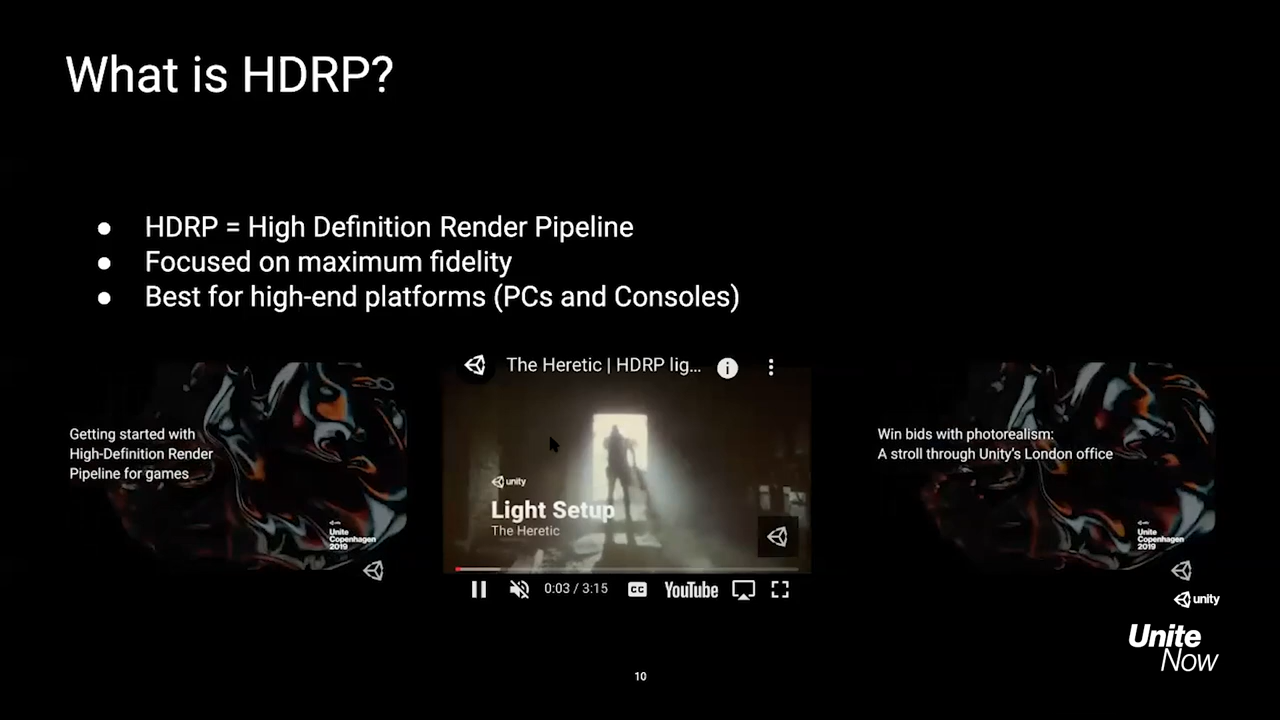 What is HDRP?
● HDRP = High Definition Render Pipeline
● Focused on maximum fidelity
● Best for high-end platforms (PCs and Consoles)
Getting started with
High-Definition Render
Pipeline for games
Unite
Copenhagen
2019
The Heretic | HDRP lig...
unity
Light Setup
The Heretic
0:03 / 3:15
CC
YouTube
Win bids with photorealism:
A stroll through Unity's London office
Unite
Copenhagen
2019
unity
Unite
Now
10